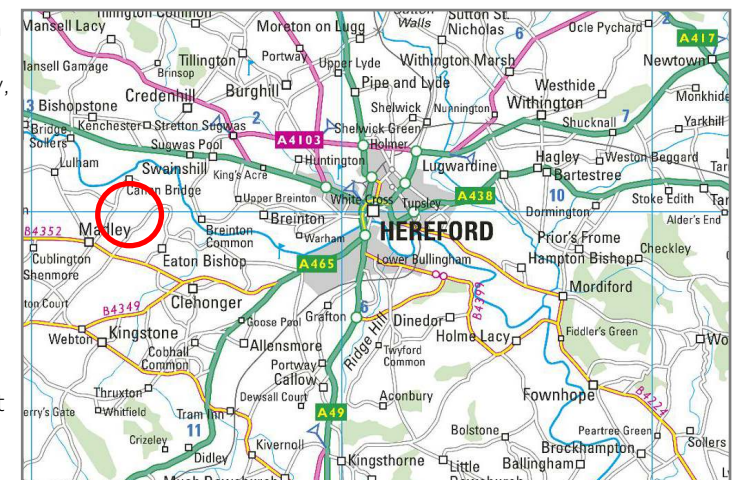 Tillington Common
Sutton St
Nicholas
6
2
Mansell Lacy
Moreton on Lugg
Walls
Ocle Pychard
A417
Tillington
Portway
Upper Lyde
Withington Marsh
Newtown
Mansell Gamage
Brinsop
Pipe and Lyde
Westhide
Credenhill
Burghill
Monkhide
Bishopstone
2
Shelwick
Nunnington
Withington
Kenchester
Stretton Sugwas
Shelwick Green
Shucknall
7
Yarkhill
Bridge
Sollers
Sugwas Pool
A4103
Holmer
Lulham
Swainshill
Huntington
Lugwardine
Hagley
Weston Beggard
King's Acre
Bartestree
Canon Bridge
Upper Breinton
White Cross
Tupsley
A438
10
Stoke Edith
Breinton
Dormington
Alder's End
B4352
Madley
Breinton
Common
Warham
HEREFORD
Prior's Frome
Checkley
Cublington
Eaton Bishop
A465
Lower Bullingham
Hampton Bishop
Shenmore
Mordiford
Clehonger
B4399
B4349
6
Goose Pool
Grafton
Dinedor
Webton
Kingstone
Ridge Hill
Holme Lacy
Fiddler's Green
Cobhall
Common
Allensmore
Twyford
Common
Portway
Callow
Thruxton
Dewsall Court
Aconbury
Fownhope
B4224
Whitfield
Tram Inn
A49
11
Crizeley
Kivernoll
Bolstone
Peartree Green
Sollers
Didley
Brockhampton
Kingsthorne
Little
Ballingham